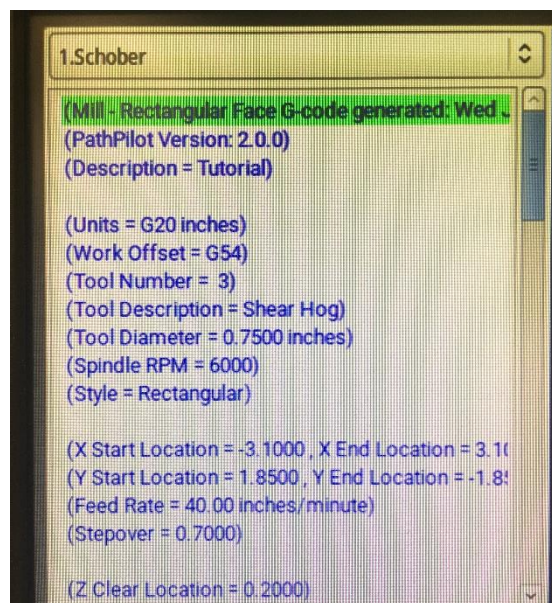 1.Schober
(Mill - Rectangular Face G-code generated: Wed
(PathPilot Version: 2.0.0)
(Description = Tutorial)
(Units = G20 inches)
(Work Offset = G54)
(Tool Number = 3)
(Tool Description = Shear Hog)
(Tool Diameter = 0.7500 inches)
(Spindle RPM = 6000)
(Style = Rectangular)
(X Start Location = -3.1000 , X End Location = 3.1
(Y Start Location = 1.8500 , Y End Location = -1.8
(Feed Rate = 40.00 inches/minute)
(Stepover = 0.7000)
(Z Clear Location = 0.2000)